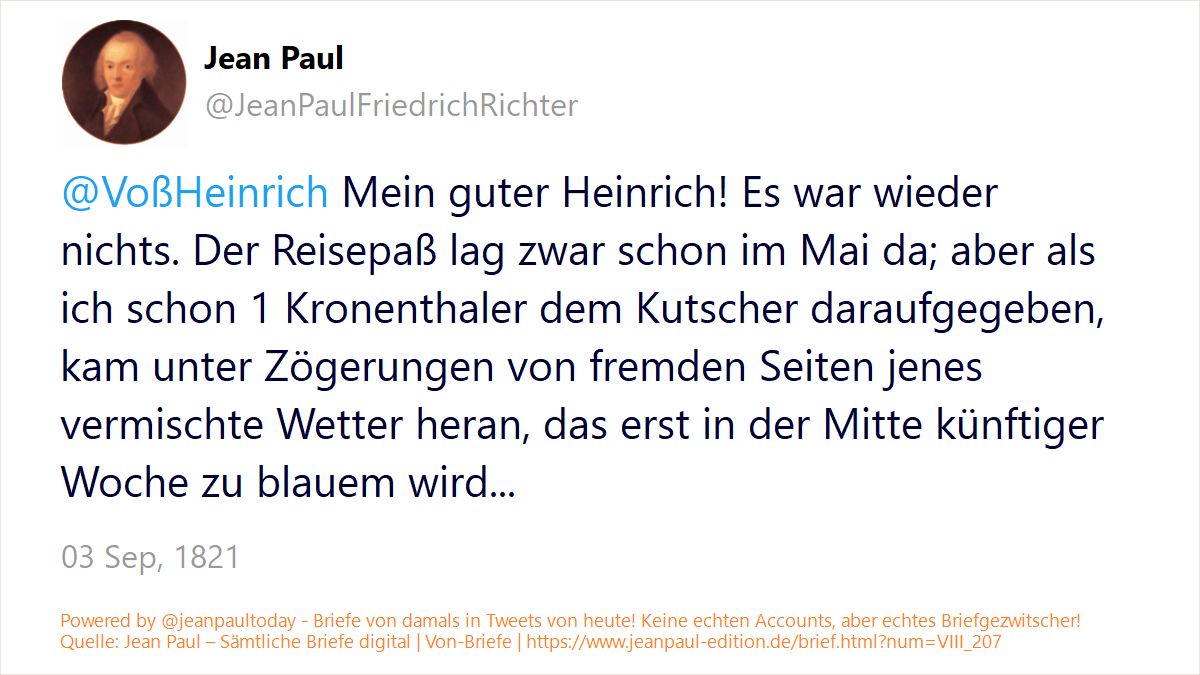 Jean Paul
@JeanPaulFriedrichRichter
@VoßHeinrich Mein guter Heinrich! Es war wieder
nichts. Der Reisepaß lag zwar schon im Mai da; aber als
ich schon 1 Kronenthaler dem Kutscher daraufgegeben,
kam unter Zögerungen von fremden Seiten jenes
vermischte Wetter heran, das erst in der Mitte künftiger
Woche zu blauem wird...
03 Sep, 1821
Powered by @jeanpaultoday - Briefe von damals in Tweets von heute! Keine echten Accounts, aber echtes Briefgezwitscher!
Quelle: Jean Paul – Sämtliche Briefe digital | Von-Briefe | https://www.jeanpaul-edition.de/brief.html?num=VIII_207